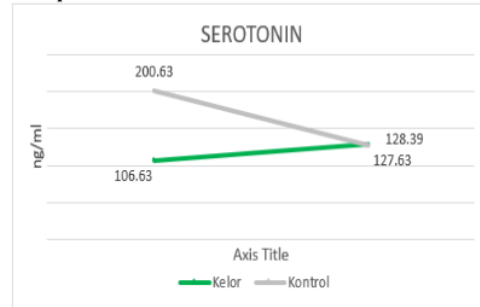 SEROTONIN
200.63
ng/ml
128.39
127.63
106.63
Axis Title
Kelor Kontrol